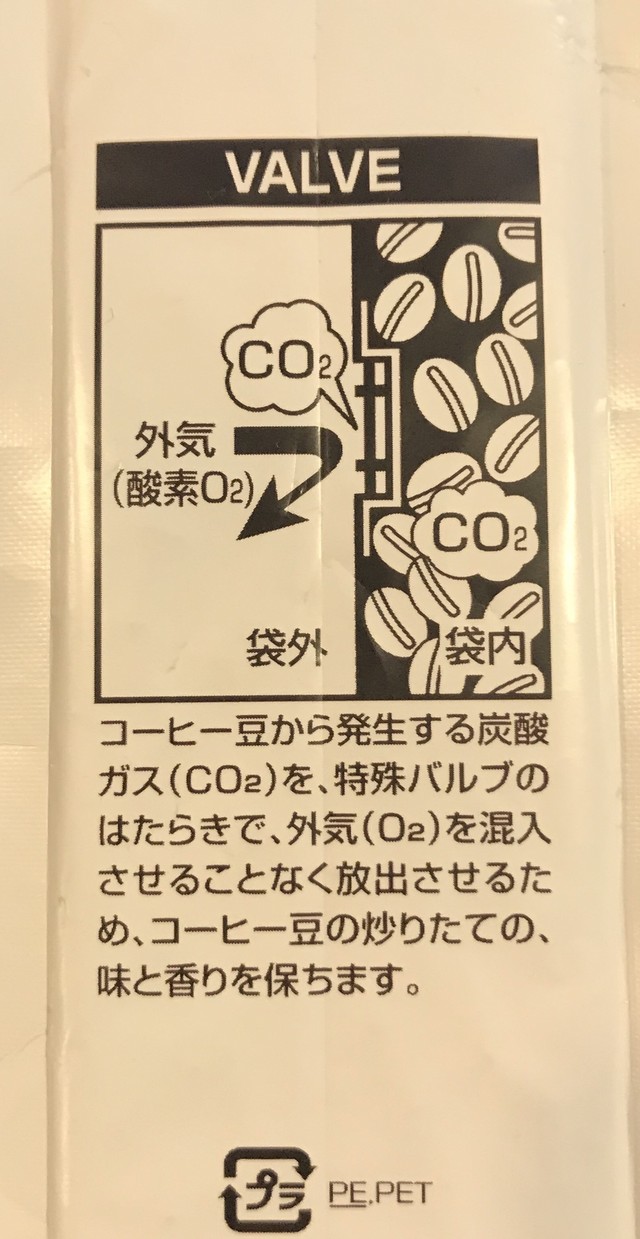 VALVE
CO2
外気
(酸素O2)
CO2
袋外
袋内
コーヒー豆から発生する炭酸
ガス(CO2)を、特殊バルブの
はたらきで、外気(O2)を混入
させることなく放出させるた
め、コーヒー豆の炒りたての、
味と香りを保ちます。
プラ PE,PET